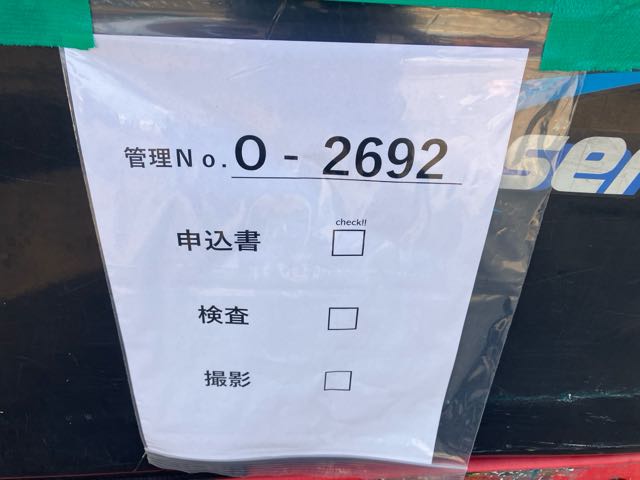 管理No. O - 2692
check!!
申込書 □
検査 □
撮影 □